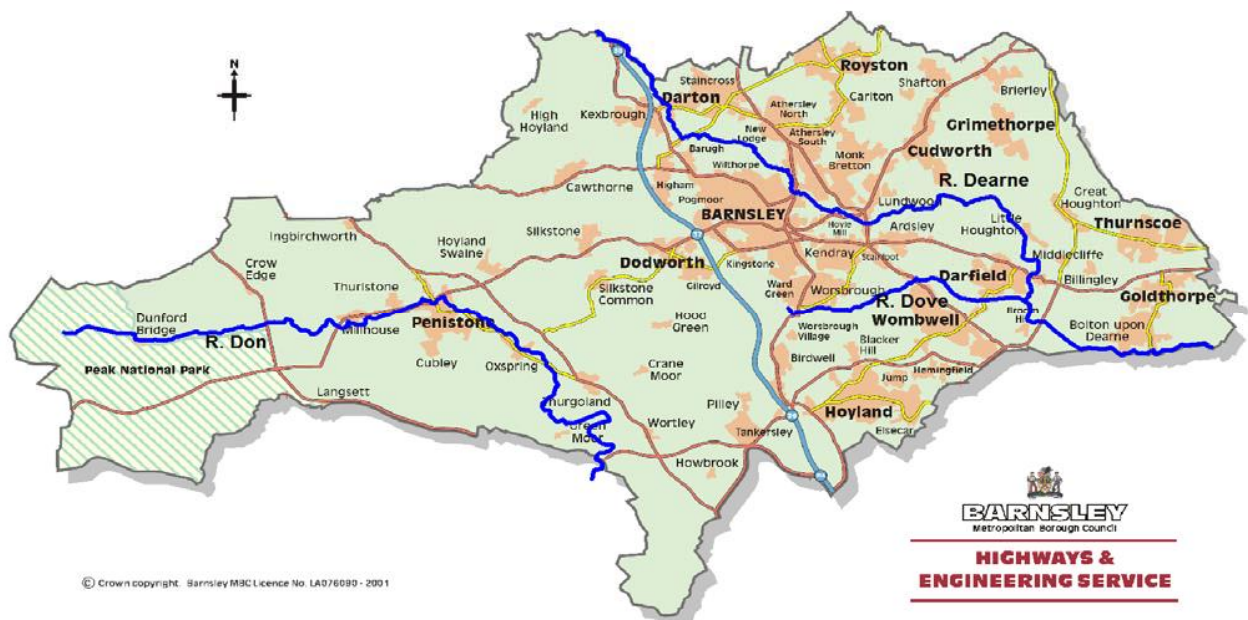 N
Royston
Staincross
Shafton
Darton
Carlton
Brierley
High
Hoyland
Kexbrough
Athersley
North
Grimethorpe
New
Lodge
Athersley
South
Barugh
Monk
Bretton
Cudworth
Wilthorpe
R. Dearne
Cawthorne
Higham
Pogmoor
Lundwoo
Great
Houghton
BARNSLEY
Hoyle
Mill
Ardsley
Little
Houghton
Thurnscoe
Ingbirchworth
Hoyland
Swaine
Silkstone
Kendray
Stairfoot
Middlecliffe
Crow
Edge
Dodworth
Kingstone
Darfield
Billingley
Thurlstone
Silkstone
Common
Gilroyd
Ward
Green
Worsbrough
Goldthorpe
R. Dove
Dunford
Bridge
Millhouse
Peniston
Hood
Green
Worsbrough
Village
Wombwell
Bolton upon
Dearne
R. Don
Blacker
Hill
Birdwell
Cubley
Oxspring
Crane
Moor
Hemingfield
Peak National Park
Jump
Langsett
Thurgoland
Pilley
Hoyland
Green
Moor
Wortley
Tankersley
Elsecar
Howbrook
BARNSLEY
Metropolitan Borough Council
HIGHWAYS &
ENGINEERING SERVICE
© Crown copyright. Barnsley MBC Licence No. LA076090 - 2001